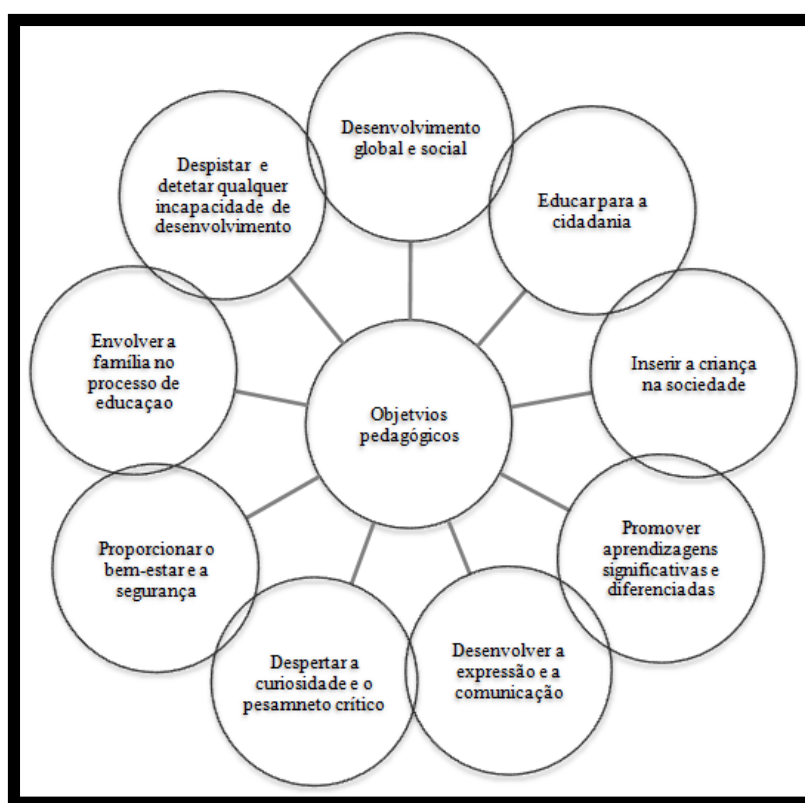 Desenvolvimento
global e social
Educar para a
cidadania
Inserir a criança
na sociedade
Promover
aprendizagens
significativas e
diferenciadas
Desenvolver a
expressão e a
comunicação
Despertar a
curiosidade e o
pesamneto crítico
Proporcionar o
bem-estar e a
segurança
Envolver a
família no
processo de
educaçao
Despistar e
detetar qualquer
incapacidade de
desenvolvimento
Objetvios
pedagógicos